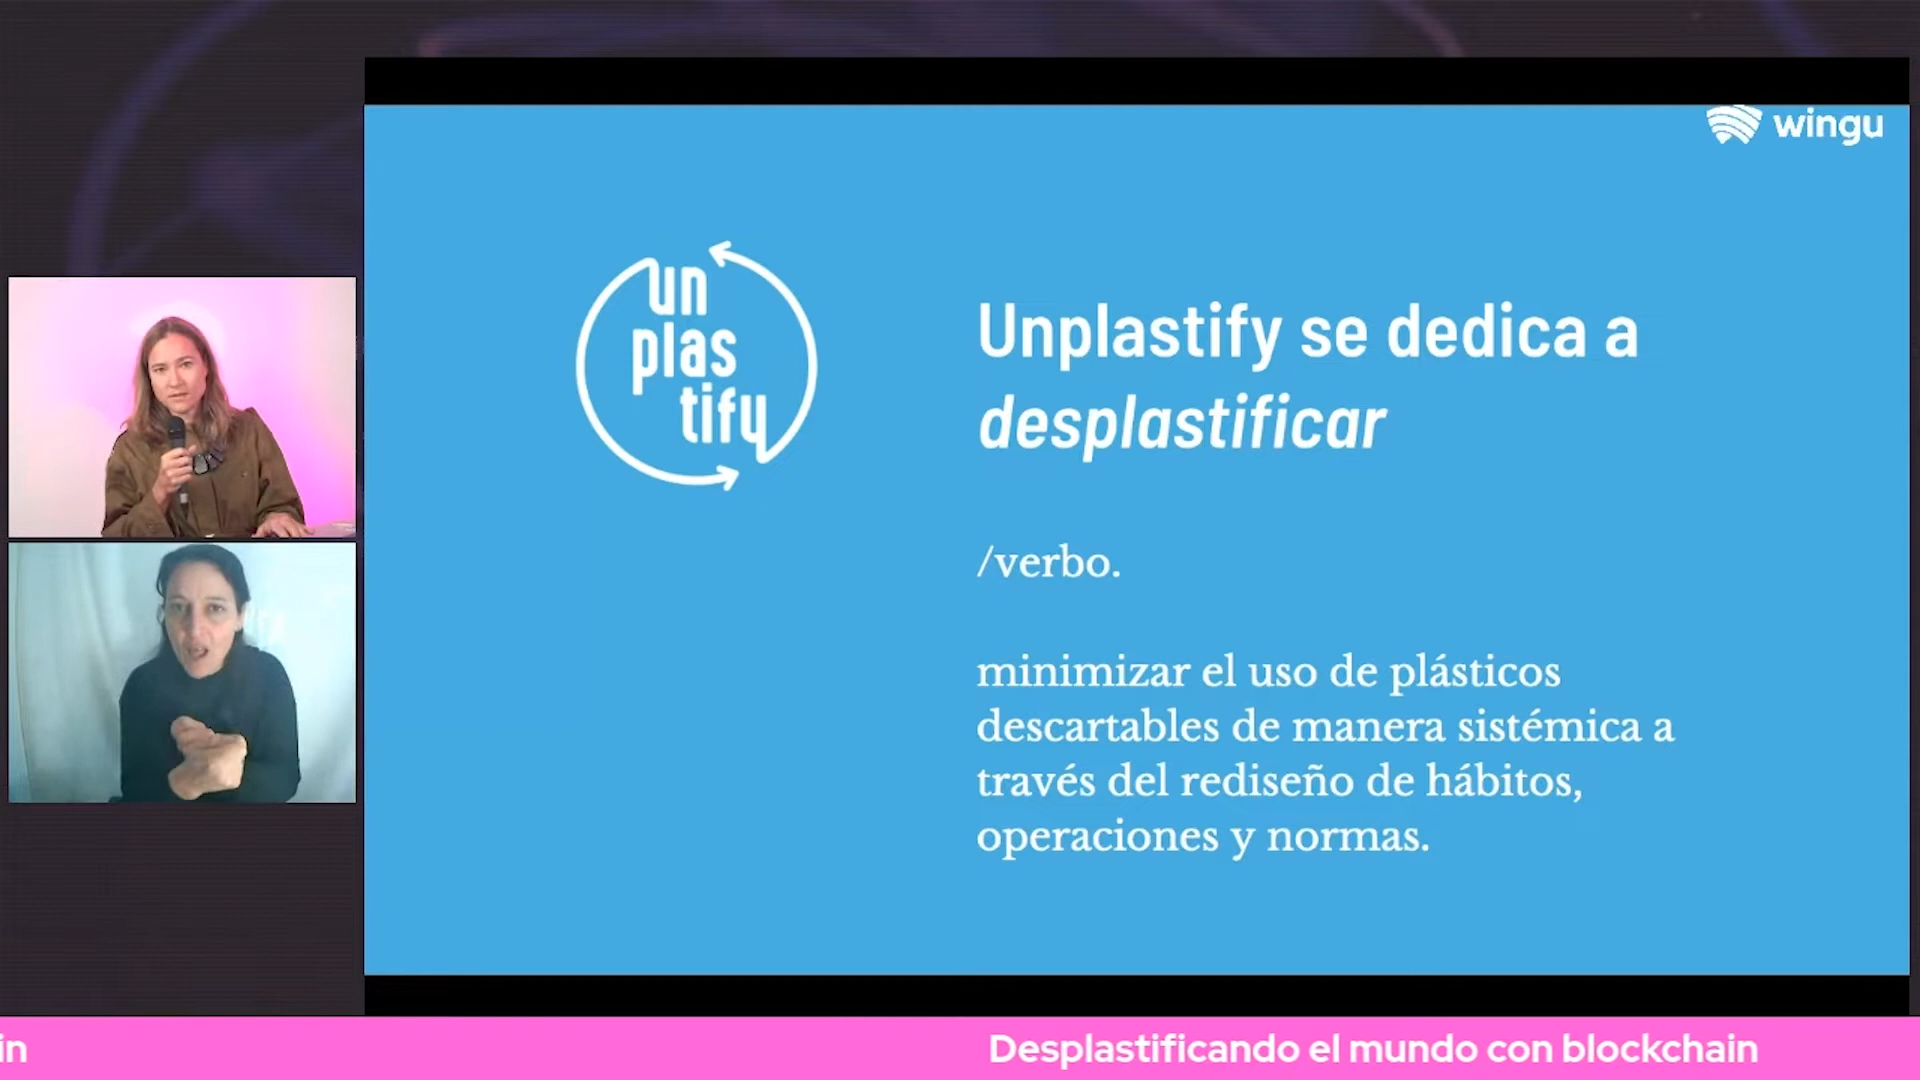 wingu
un
plas
tify
Unplastify se dedica a
desplastificar
/verbo.
minimizar el uso de plásticos
descartables de manera sistémica a
través del rediseño de hábitos,
operaciones y normas.
in
Desplastificando el mundo con blockchain